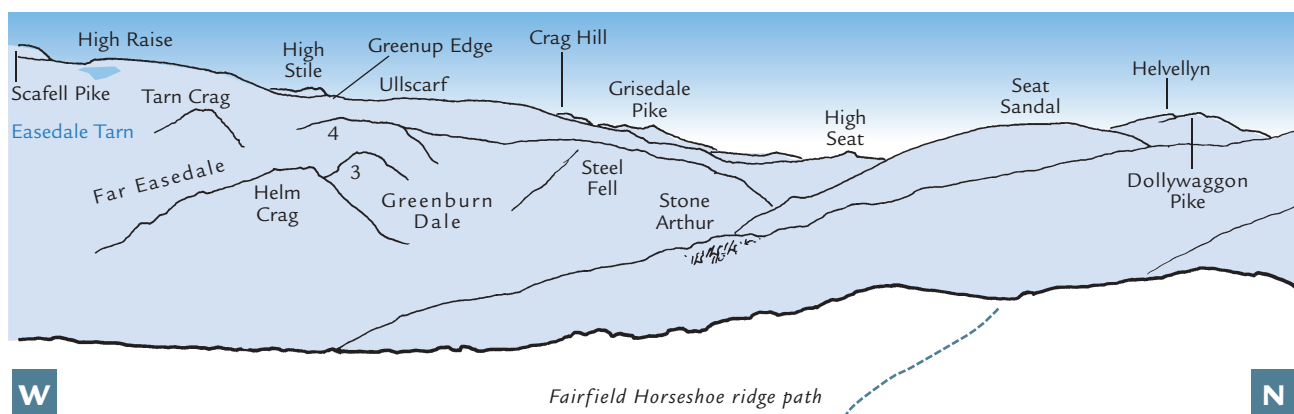 High Raise
High
Stile
Greenup Edge
Crag Hill
Scafell Pike
Tarn Crag
Ullscarf
Grisedale
Pike
Seat
Sandal
Helvellyn
Easedale Tarn
4
High
Seat
Far Easedale
3
Helm
Crag
Greenburn
Dale
Steel
Fell
Stone
Arthur
Dollywaggon
Pike
W
Fairfield Horseshoe ridge path
N